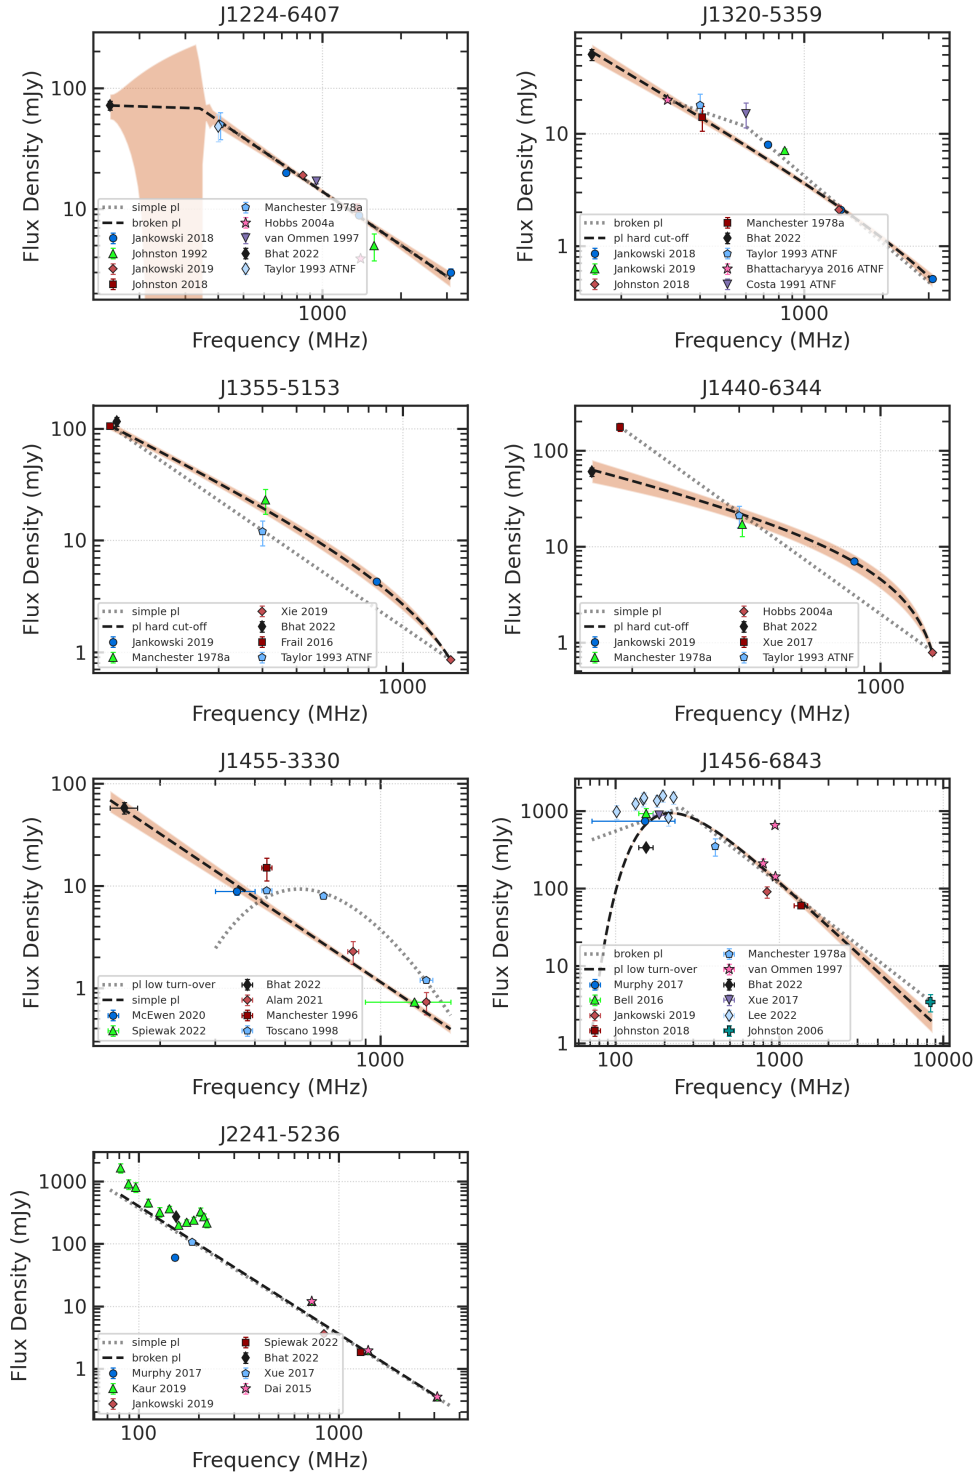 J1224-6407
Flux Density (mJy)
100
10
simple pl
broken pl
Jankowski 2018
Johnston 1992
Jankowski 2019
Johnston 2018
Manchester 1978a
Hobbs 2004a
van Ommen 1997
Bhat 2022
Taylor 1993 ATNF
1000
Frequency (MHz)
J1320-5359
Flux Density (mJy)
10
1
broken pl
pl hard cut-off
Jankowski 2018
Jankowski 2019
Johnston 2018
Manchester 1978a
Bhat 2022
Taylor 1993 ATNF
Bhattacharyya 2016 ATNF
Costa 1991 ATNF
1000
Frequency (MHz)
J1355-5153
Flux Density (mJy)
100
10
1
simple pl
pl hard cut-off
Jankowski 2019
Manchester 1978a
Xie 2019
Bhat 2022
Frail 2016
Taylor 1993 ATNF
1000
Frequency (MHz)
J1440-6344
Flux Density (mJy)
100
10
1
simple pl
pl hard cut-off
Jankowski 2019
Manchester 1978a
Hobbs 2004a
Bhat 2022
Xue 2017
Taylor 1993 ATNF
1000
Frequency (MHz)
J1455-3330
Flux Density (mJy)
100
10
1
pl low turn-over
simple pl
McEwen 2020
Spiewak 2022
Bhat 2022
Alam 2021
Manchester 1996
Toscano 1998
1000
Frequency (MHz)
J1456-6843
Flux Density (mJy)
1000
100
10
1
broken pl
pl low turn-over
Murphy 2017
Bell 2016
Jankowski 2019
Johnston 2018
Manchester 1978a
van Ommen 1997
Bhat 2022
Xue 2017
Lee 2022
Johnston 2006
100
1000
10000
Frequency (MHz)
J2241-5236
Flux Density (mJy)
1000
100
10
1
simple pl
broken pl
Murphy 2017
Kaur 2019
Jankowski 2019
Spiewak 2022
Bhat 2022
Xue 2017
Dai 2015
100
1000
Frequency (MHz)